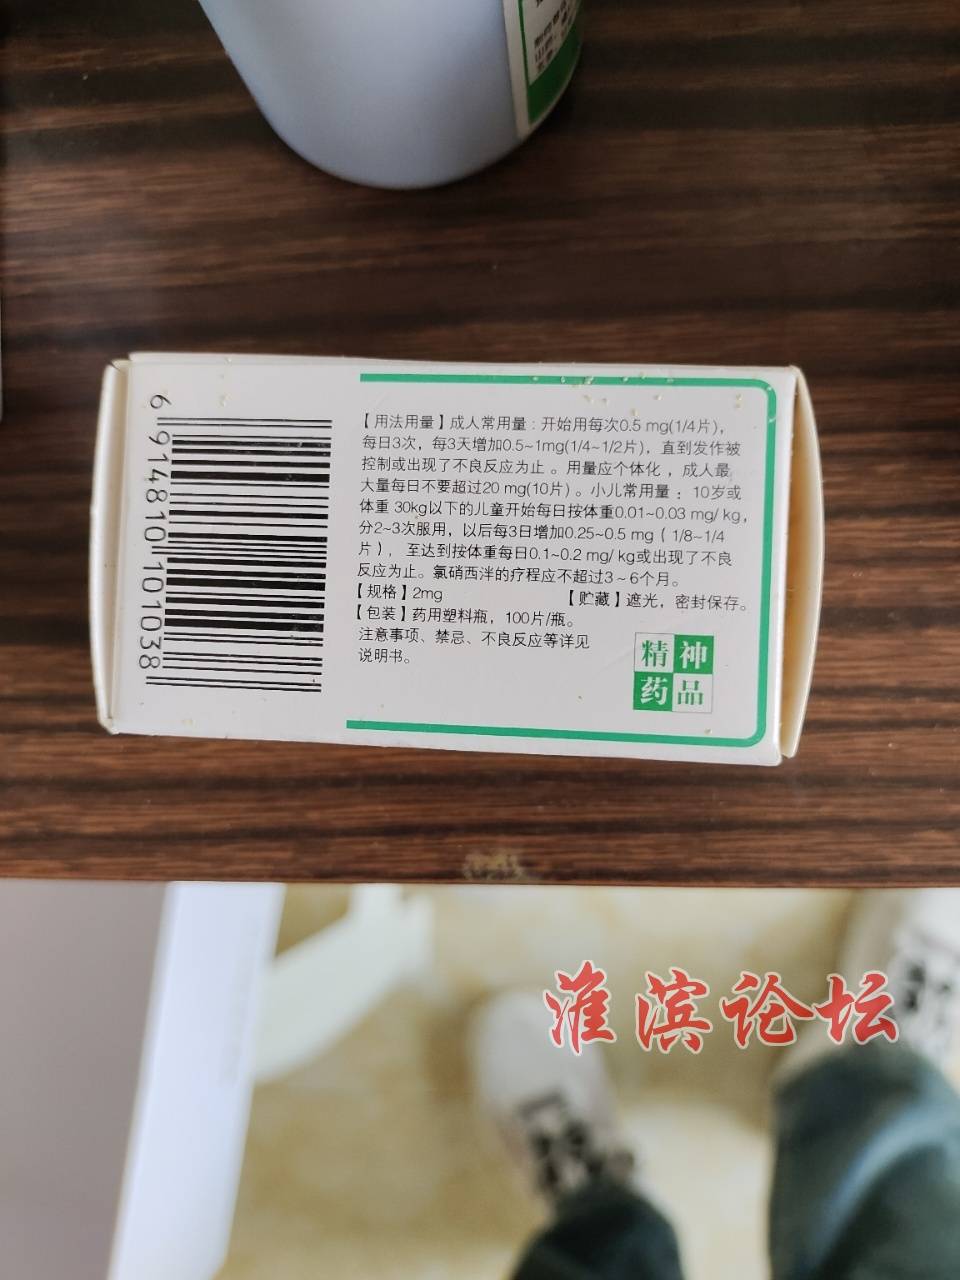 【用法用量】成人常用量：开始用每次0.5 mg(1/4片)，
每日3次，每3天增加0.5~1mg(1/4~1/2片)，直到发作被
控制或出现了不良反应为止。用量应个体化，成人最
大量每日不要超过20 mg(10片)。小儿常用量：10岁或
体重 30kg以下的儿童开始每日按体重0.01~0.03 mg/ kg，
分2~3次服用，以后每3日增加0.25~0.5 mg（1/8~1/4
片），至达到按体重每日0.1~0.2 mg/ kg或出现了不良
反应为止。氯硝西泮的疗程应不超过3~6个月。
【规格】2mg 【贮藏】遮光，密封保存。
【包装】药用塑料瓶，100片/瓶。
注意事项、禁忌、不良反应等详见
说明书。
精神
药品
6914810101038
淮滨论坛